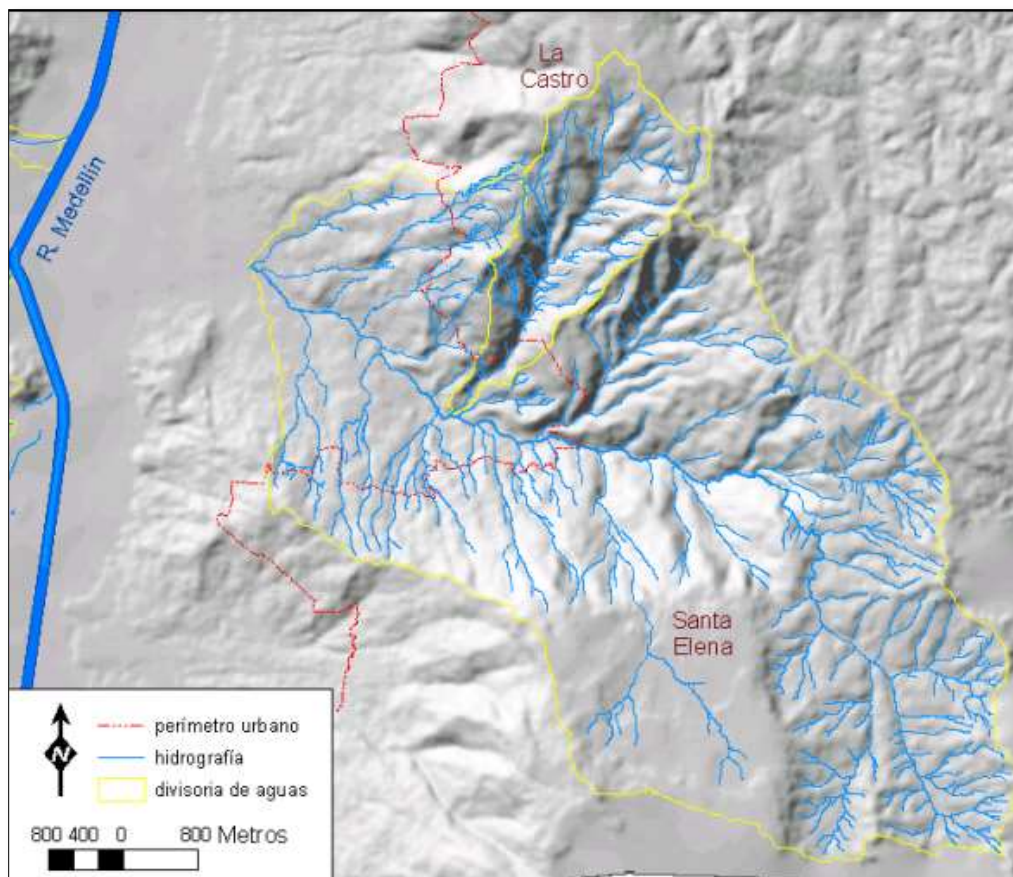 La
Castro
R. Medellín
Santa
Elena
N
perímetro urbano
hidrografía
divisoria de aguas
800 400 0 800 Metros